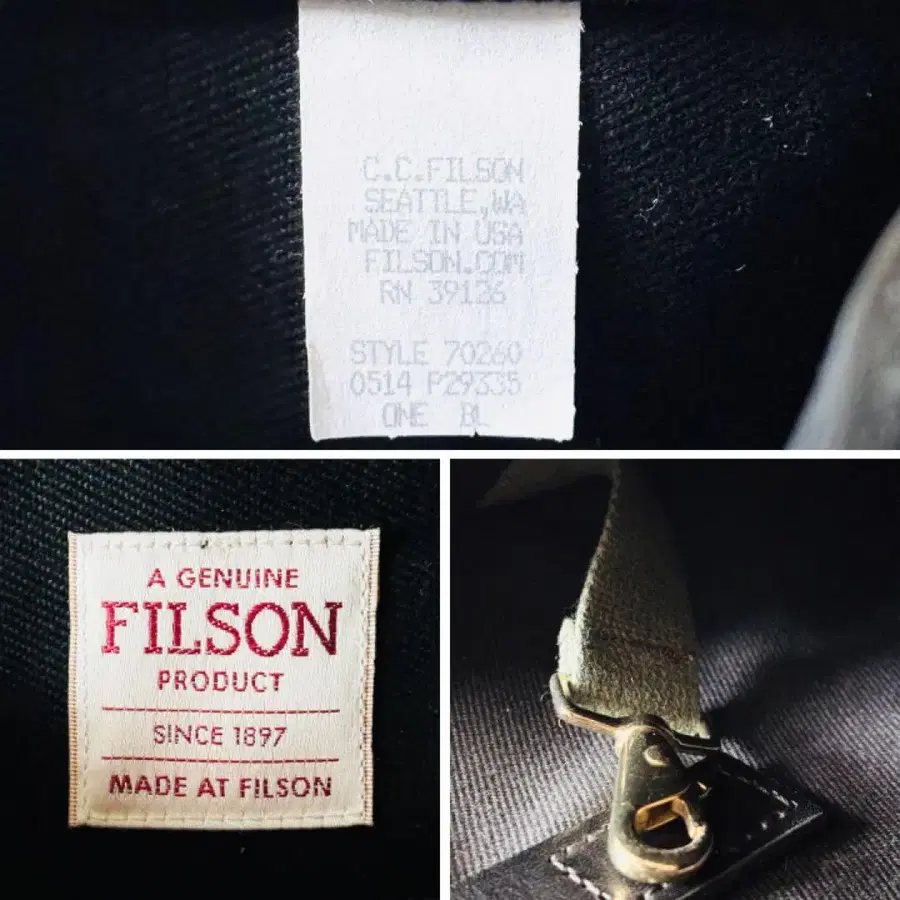 C.C.FILSON
SEATTLE,WA
MADE IN USA
FILSON.COM
RN 39126
STYLE 70260
0514 P29335
ONE BL
A GENUINE
FILSON
PRODUCT
SINCE 1897
MADE AT FILSON